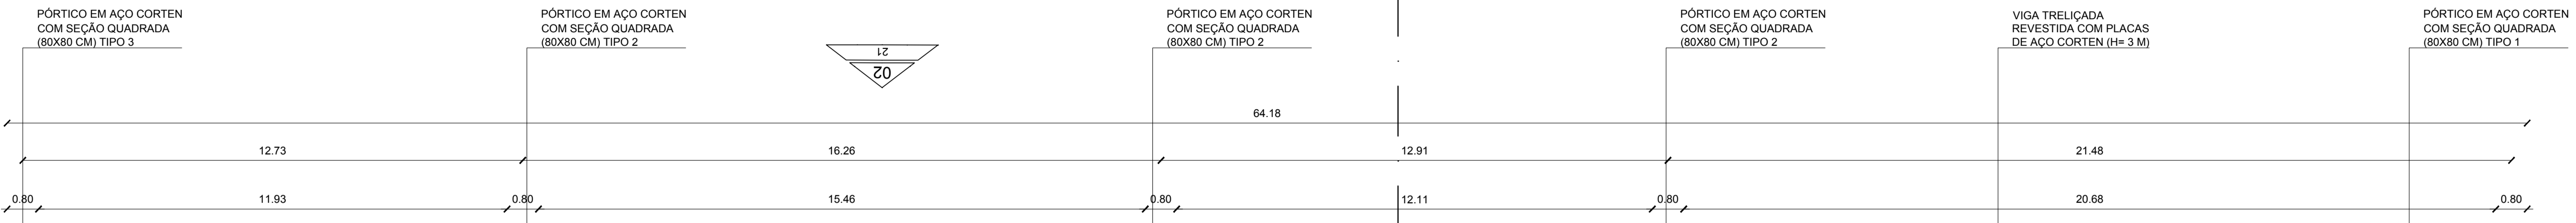 PÓRTICO EM AÇO CORTEN
COM SEÇÃO QUADRADA
(80X80 CM) TIPO 3
PÓRTICO EM AÇO CORTEN
COM SEÇÃO QUADRADA
(80X80 CM) TIPO 2
PÓRTICO EM AÇO CORTEN
COM SEÇÃO QUADRADA
(80X80 CM) TIPO 2
PÓRTICO EM AÇO CORTEN
COM SEÇÃO QUADRADA
(80X80 CM) TIPO 2
VIGA TRELIÇADA
REVESTIDA COM PLACAS
DE AÇO CORTEN (H= 3 M)
PÓRTICO EM AÇO CORTEN
COM SEÇÃO QUADRADA
(80X80 CM) TIPO 1
21
02
64.18
12.73 16.26 12.91 21.48
0.80 11.93 0.80 15.46 0.80 12.11 0.80 20.68 0.80